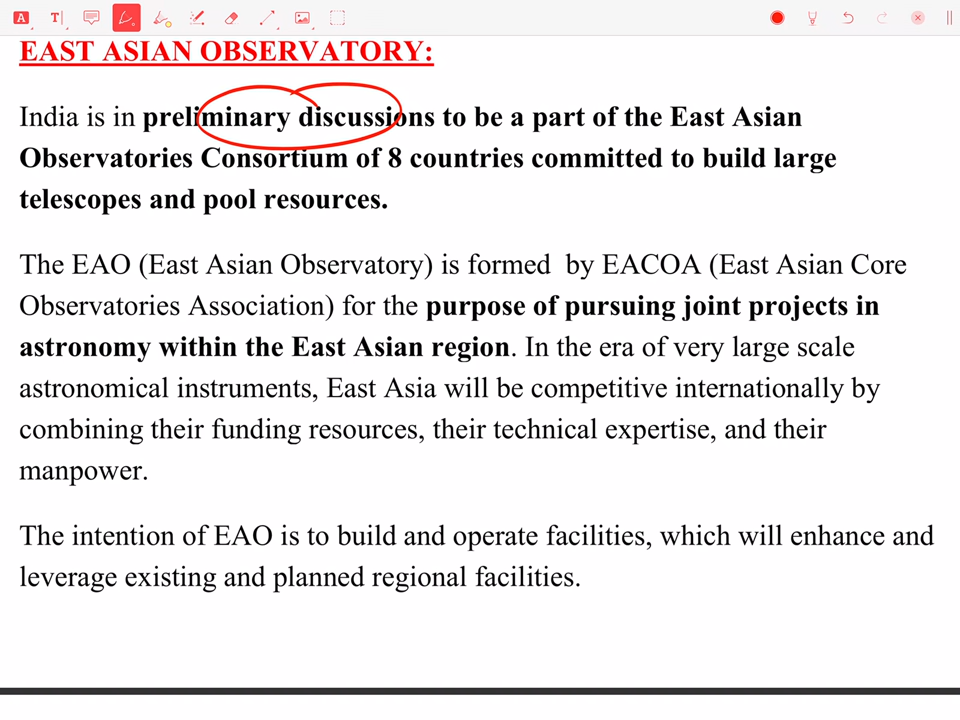 EAST ASIAN OBSERVATORY:
India is in preliminary discussions to be a part of the East Asian
Observatories Consortium of 8 countries committed to build large
telescopes and pool resources.
The EAO (East Asian Observatory) is formed  by EACOA (East Asian Core
Observatories Association) for the purpose of pursuing joint projects in
astronomy within the East Asian region. In the era of very large scale
astronomical instruments, East Asia will be competitive internationally by
combining their funding resources, their technical expertise, and their
manpower.
The intention of EAO is to build and operate facilities, which will enhance and
leverage existing and planned regional facilities.